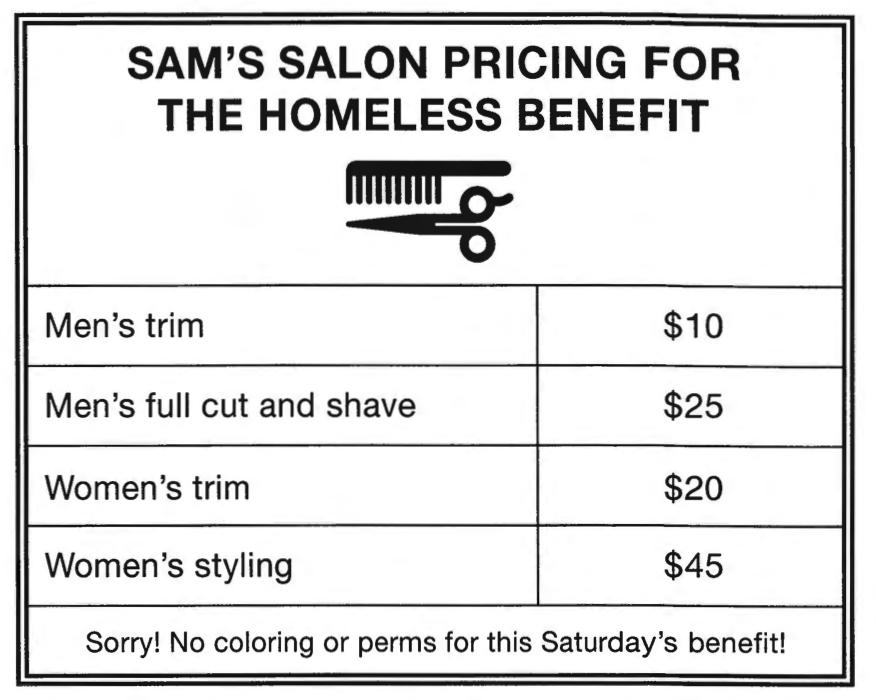 SAM'S SALON PRICING FOR
THE HOMELESS BENEFIT
Men's trim $10
Men's full cut and shave $25
Women's trim $20
Women's styling $45
Sorry! No coloring or perms for this Saturday's benefit!